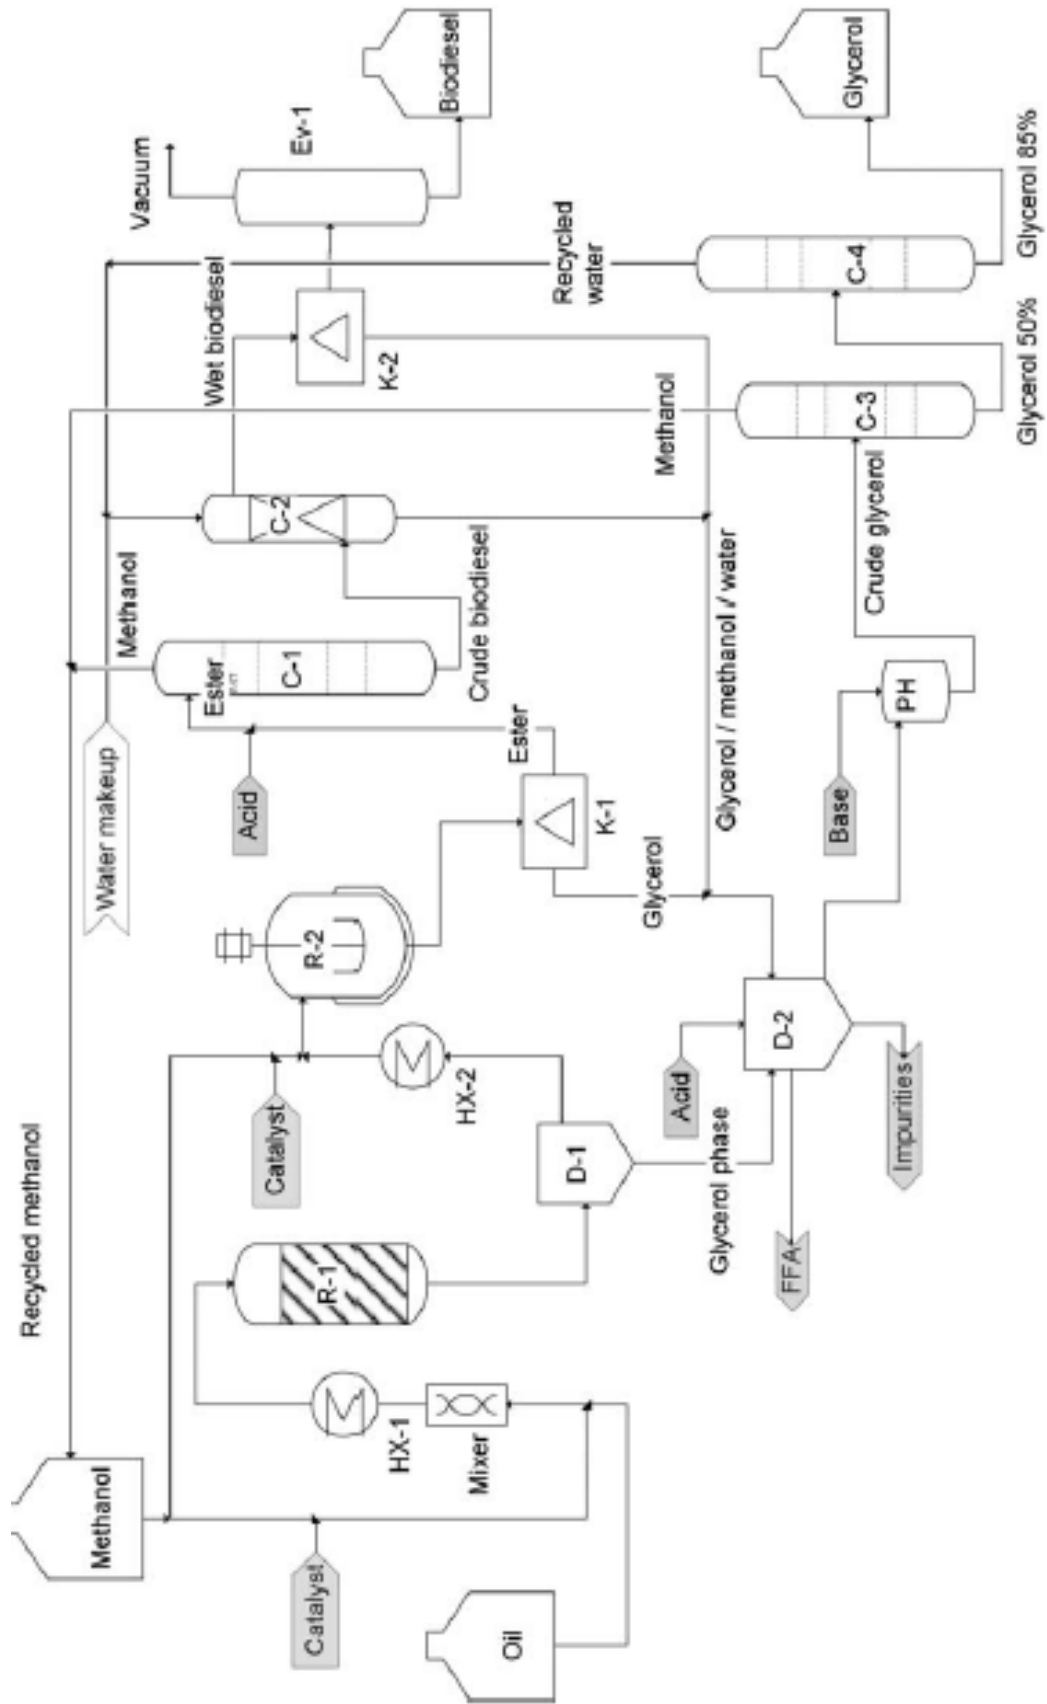 Recycled methanol
Methanol
Catalyst
Oil
Mixer
HX-1
R-1
D-1
HX-2
Catalyst
R-2
Water makeup
Acid
Ester
Methanol
C-1
Crude biodiesel
Ester
K-1
Glycerol
Glycerol / methanol / water
C-2
Wet biodiesel
K-2
Recycled
water
Vacuum
Ev-1
Biodiesel
Glycerol phase
Acid
D-2
FFA
Impurities
Base
PH
Crude glycerol
Methanol
C-3
Glycerol 50%
C-4
Glycerol 85%
Glycerol